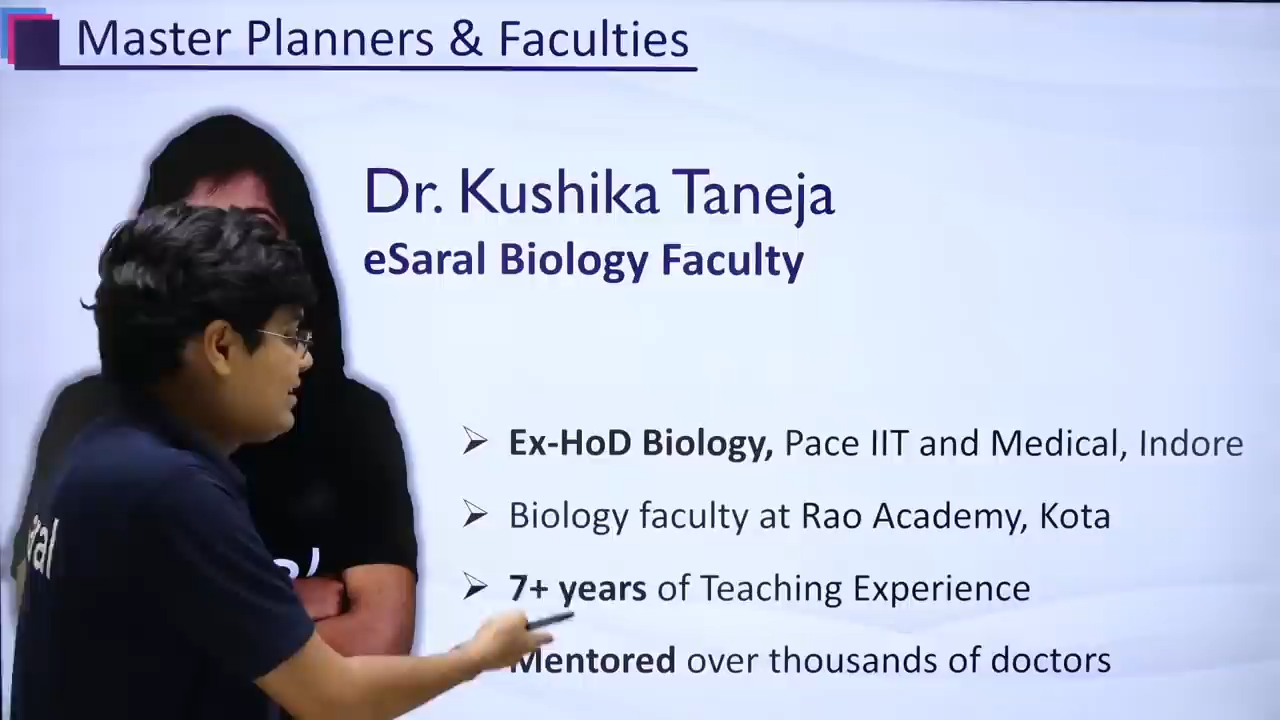 Master Planners & Faculties
Dr. Kushika Taneja
eSaral Biology Faculty
Ex-HoD Biology, Pace IIT and Medical, Indore
Biology faculty at Rao Academy, Kota
7+ years of Teaching Experience
Mentored over thousands of doctors